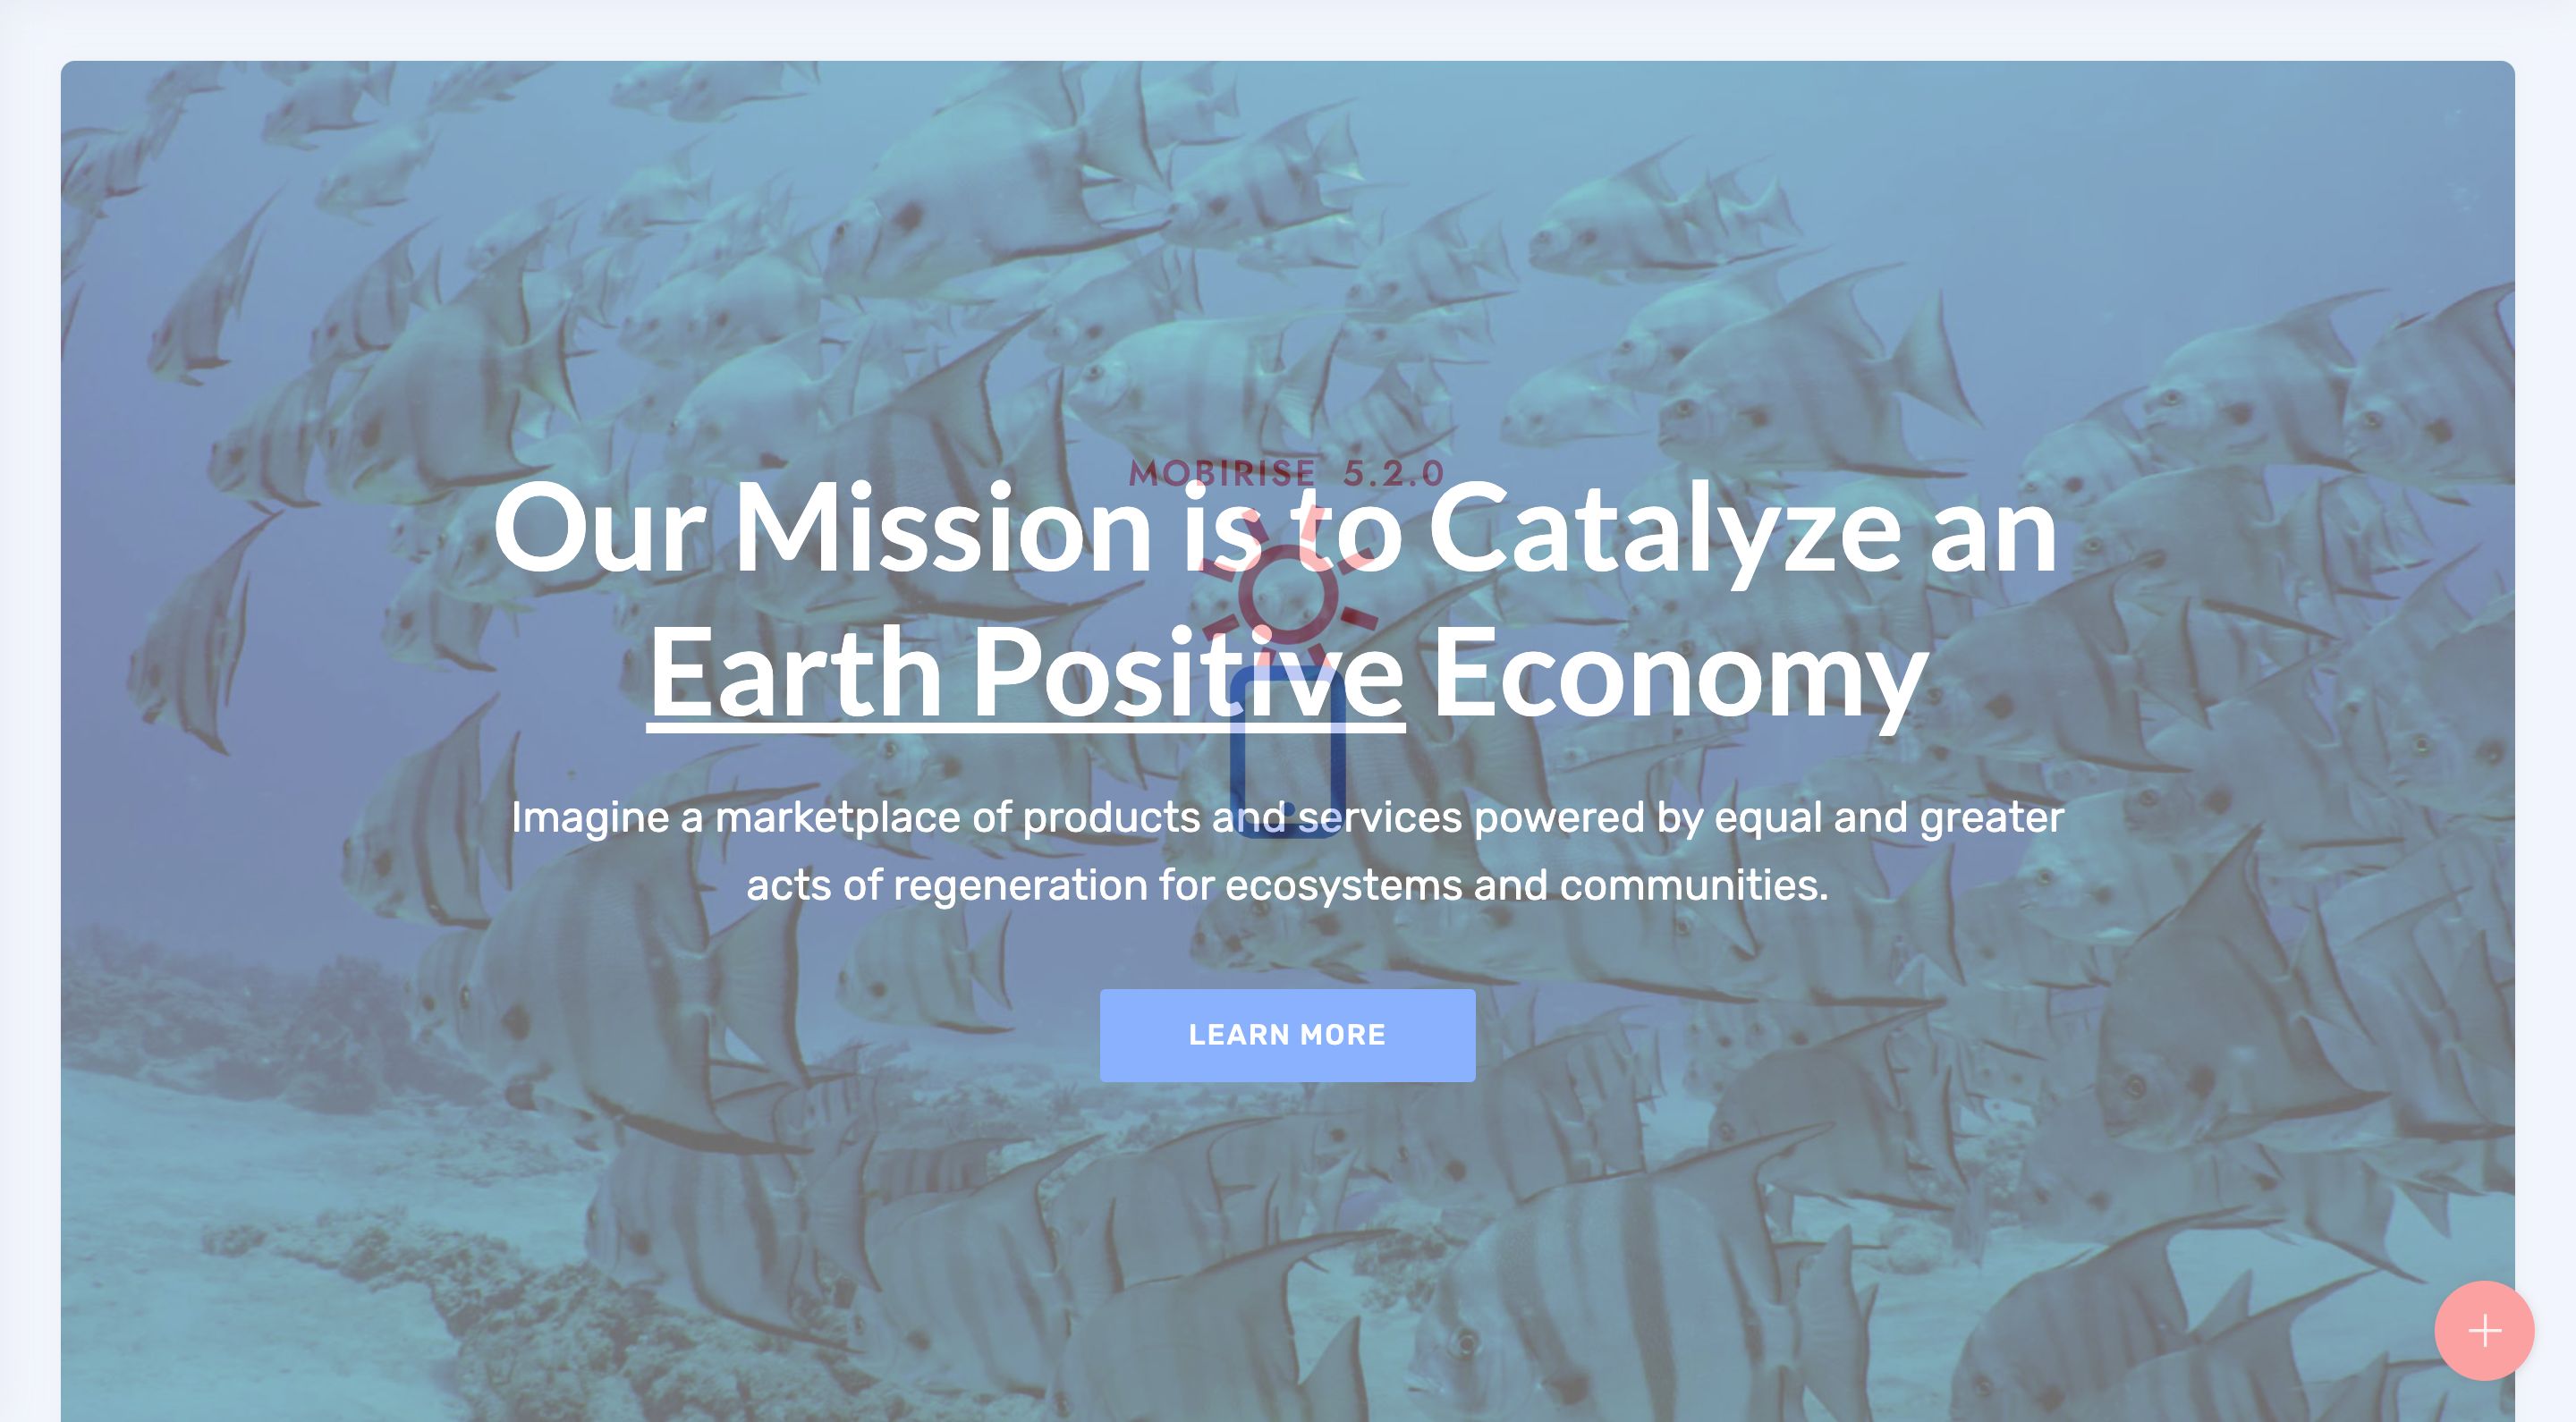 MOBIRISE 5.2.0
Our Mission is to Catalyze an
Earth Positive Economy
Imagine a marketplace of products and services powered by equal and greater
acts of regeneration for ecosystems and communities.
LEARN MORE